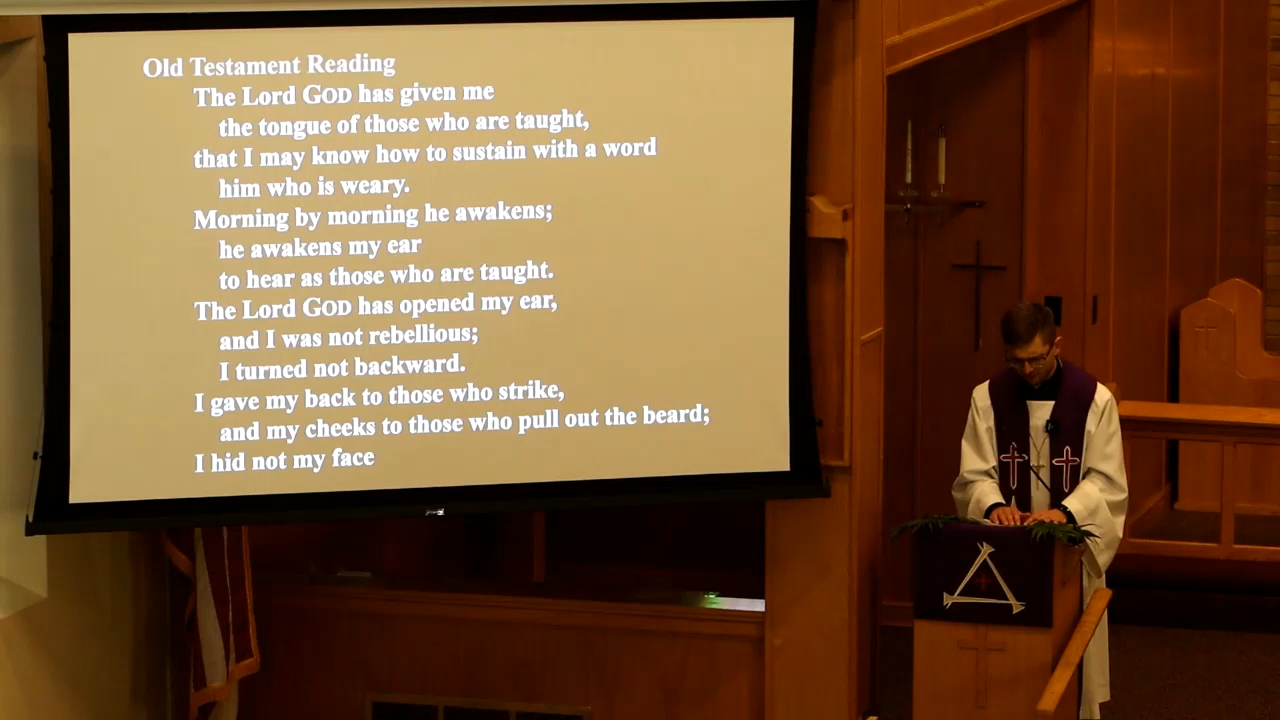 Old Testament Reading
The Lord GOD has given me
the tongue of those who are taught,
that I may know how to sustain with a word
him who is weary.
Morning by morning he awakens;
he awakens my ear
to hear as those who are taught.
The Lord GOD has opened my ear,
and I was not rebellious;
I turned not backward.
I gave my back to those who strike,
and my cheeks to those who pull out the beard;
I hid not my face